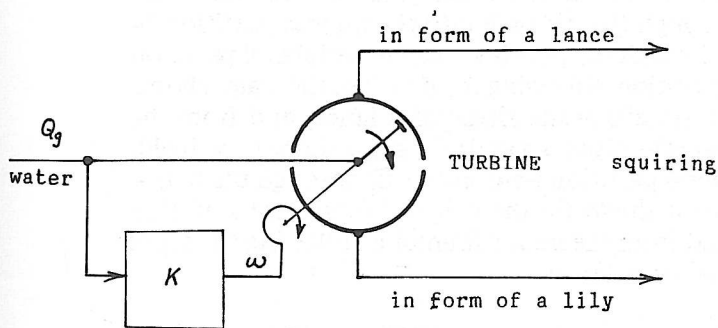 in form of a lance
Qg
water
TURBINE squiring
K
ω
in form of a lily